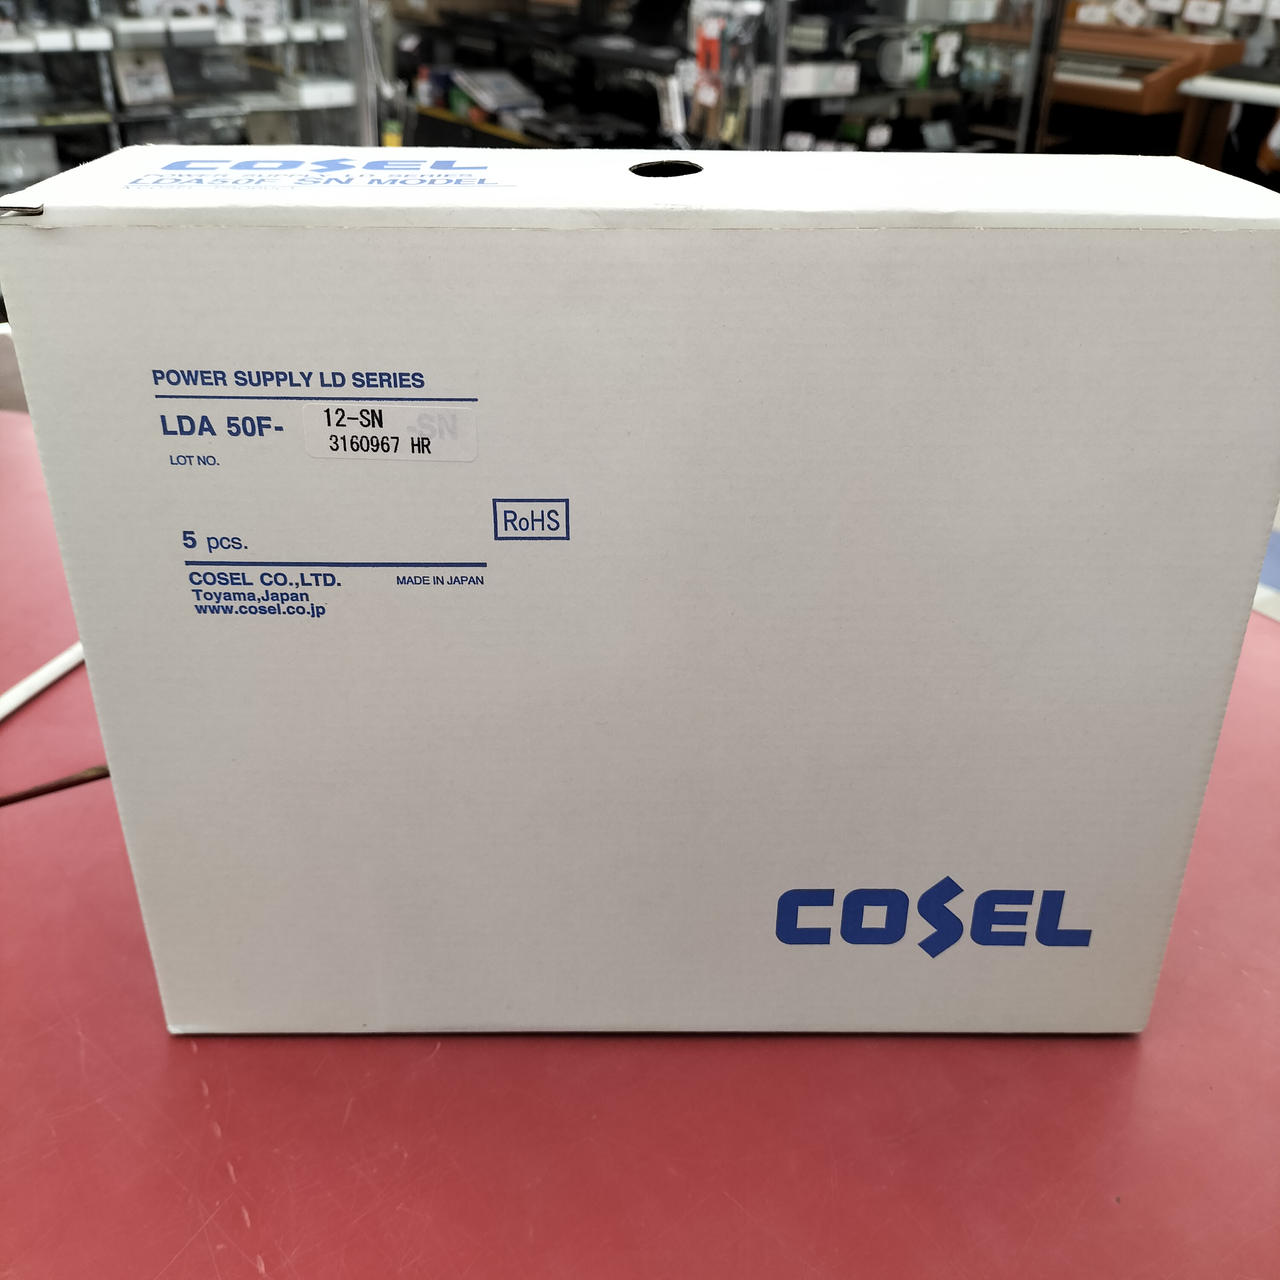 COSEL
POWER SUPPLY LD SERIES
LDA50F SN MODEL
POWER SUPPLY LD SERIES
LDA 50F- 12-SN
-SN
3160967 HR
LOT NO.
RoHS
5 pcs.
COSEL CO.,LTD. MADE IN JAPAN
Toyama,Japan
www.cosel.co.jp
COSEL